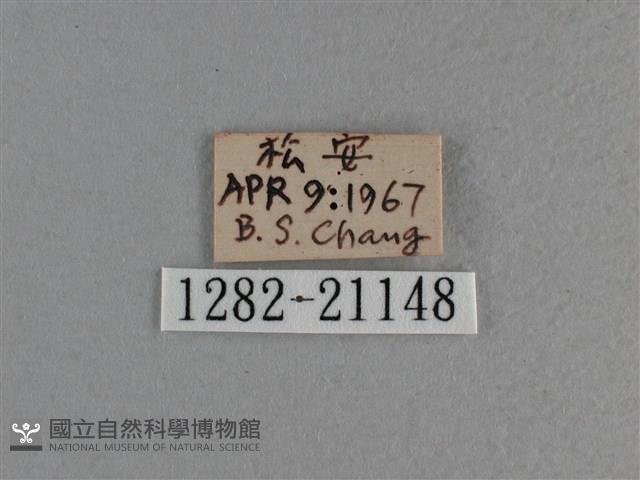 松安
APR 9:1967
B. S. Chang
1282-21148
國立自然科學博物館
NATIONAL MUSEUM OF NATURAL SCIENCE